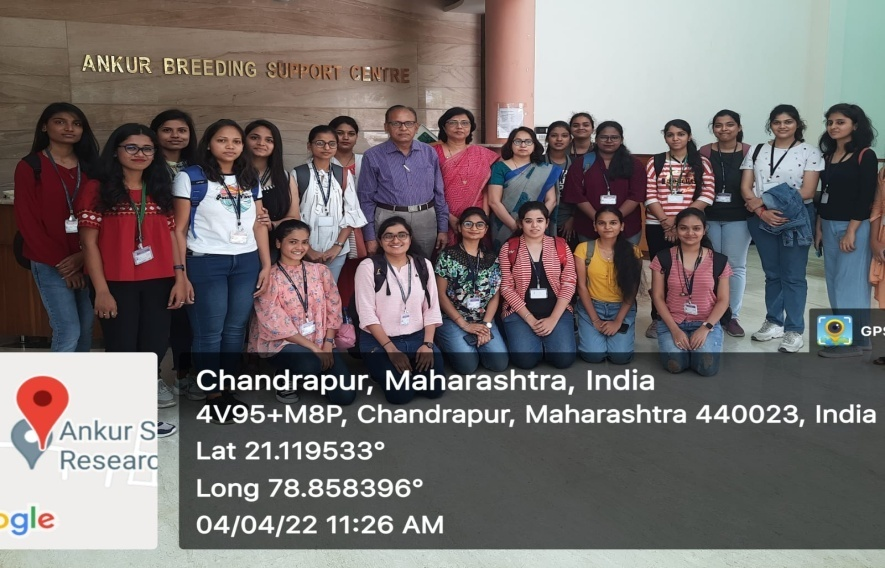 ANKUR BREEDING SUPPORT CENTRE
GPS
Chandrapur, Maharashtra, India
4V95+M8P, Chandrapur, Maharashtra 440023, India
Lat 21.119533°
Long 78.858396°
04/04/22 11:26 AM
Ankur S
Researc
ogle